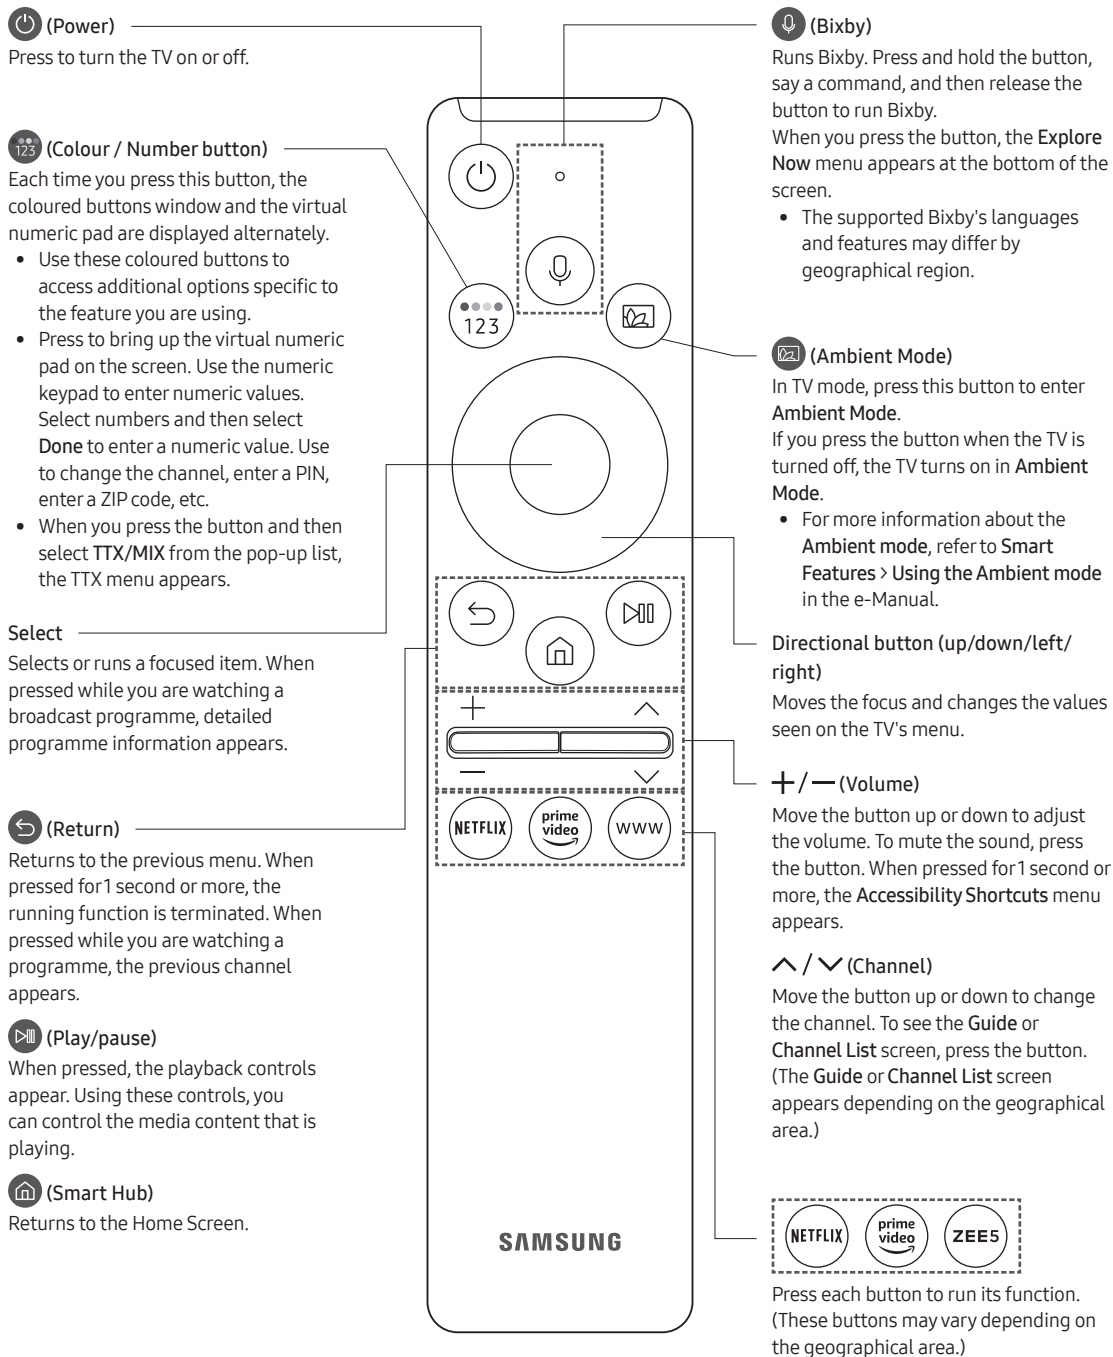 (Power)
Press to turn the TV on or off.
123 (Colour / Number button)
Each time you press this button, the
coloured buttons window and the virtual
numeric pad are displayed alternately.
• Use these coloured buttons to
access additional options specific to
the feature you are using.
• Press to bring up the virtual numeric
pad on the screen. Use the numeric
keypad to enter numeric values.
Select numbers and then select
Done to enter a numeric value. Use
to change the channel, enter a PIN,
enter a ZIP code, etc.
• When you press the button and then
select TTX/MIX from the pop-up list,
the TTX menu appears.
Select
Selects or runs a focused item. When
pressed while you are watching a
broadcast programme, detailed
programme information appears.
(Return)
Returns to the previous menu. When
pressed for 1 second or more, the
running function is terminated. When
pressed while you are watching a
programme, the previous channel
appears.
(Play/pause)
When pressed, the playback controls
appear. Using these controls, you
can control the media content that is
playing.
(Smart Hub)
Returns to the Home Screen.
123
NETFLIX
prime
video
WWW
SAMSUNG
(Bixby)
Runs Bixby. Press and hold the button,
say a command, and then release the
button to run Bixby.
When you press the button, the Explore
Now menu appears at the bottom of the
screen.
• The supported Bixby's languages
and features may differ by
geographical region.
(Ambient Mode)
In TV mode, press this button to enter
Ambient Mode.
If you press the button when the TV is
turned off, the TV turns on in Ambient
Mode.
• For more information about the
Ambient mode, refer to Smart
Features > Using the Ambient mode
in the e-Manual.
Directional button (up/down/left/
right)
Moves the focus and changes the values
seen on the TV's menu.
+ / − (Volume)
Move the button up or down to adjust
the volume. To mute the sound, press
the button. When pressed for 1 second or
more, the Accessibility Shortcuts menu
appears.
/ (Channel)
Move the button up or down to change
the channel. To see the Guide or
Channel List screen, press the button.
(The Guide or Channel List screen
appears depending on the geographical
area.)
NETFLIX
prime
video
ZEE5
Press each button to run its function.
(These buttons may vary depending on
the geographical area.)